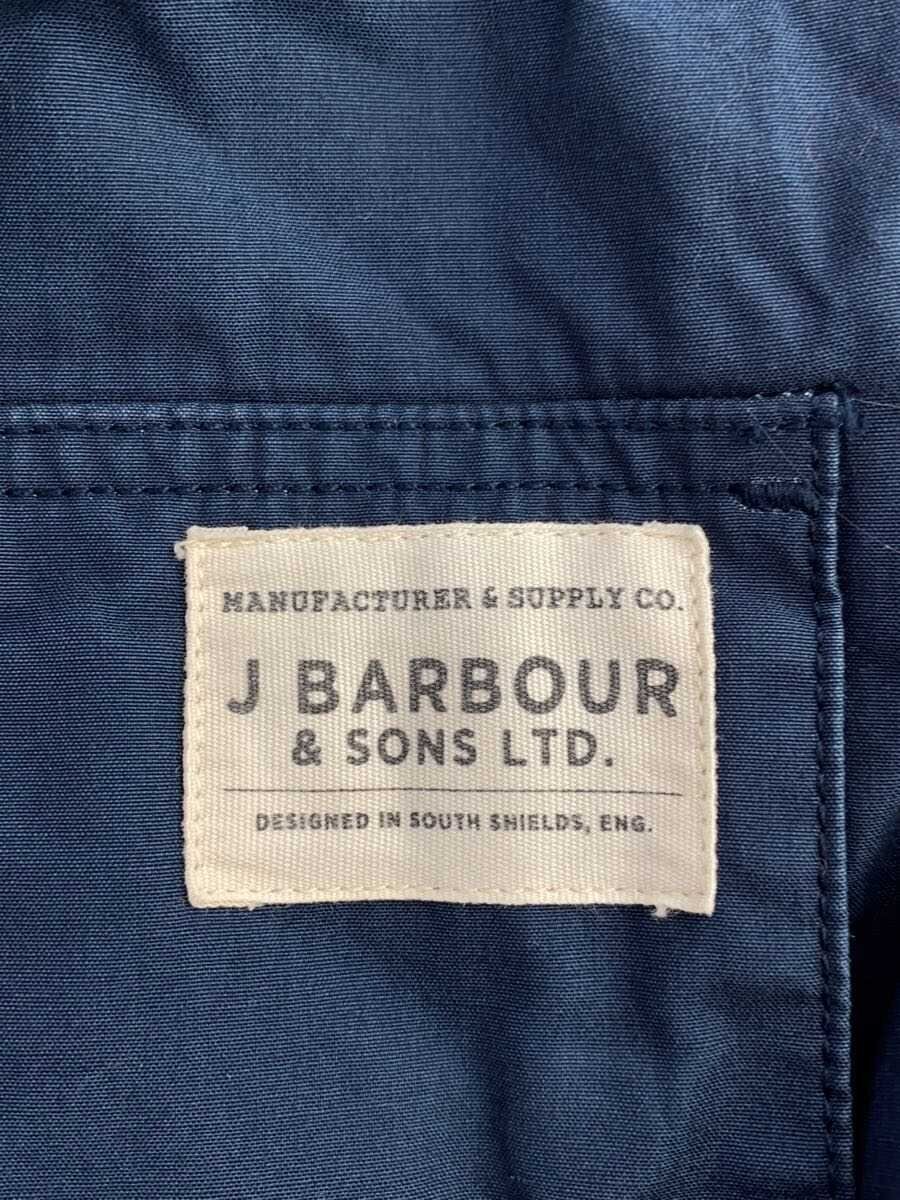 MANUFACTURER & SUPPLY CO.
J BARBOUR
& SONS LTD.
DESIGNED IN SOUTH SHIELDS, ENG.